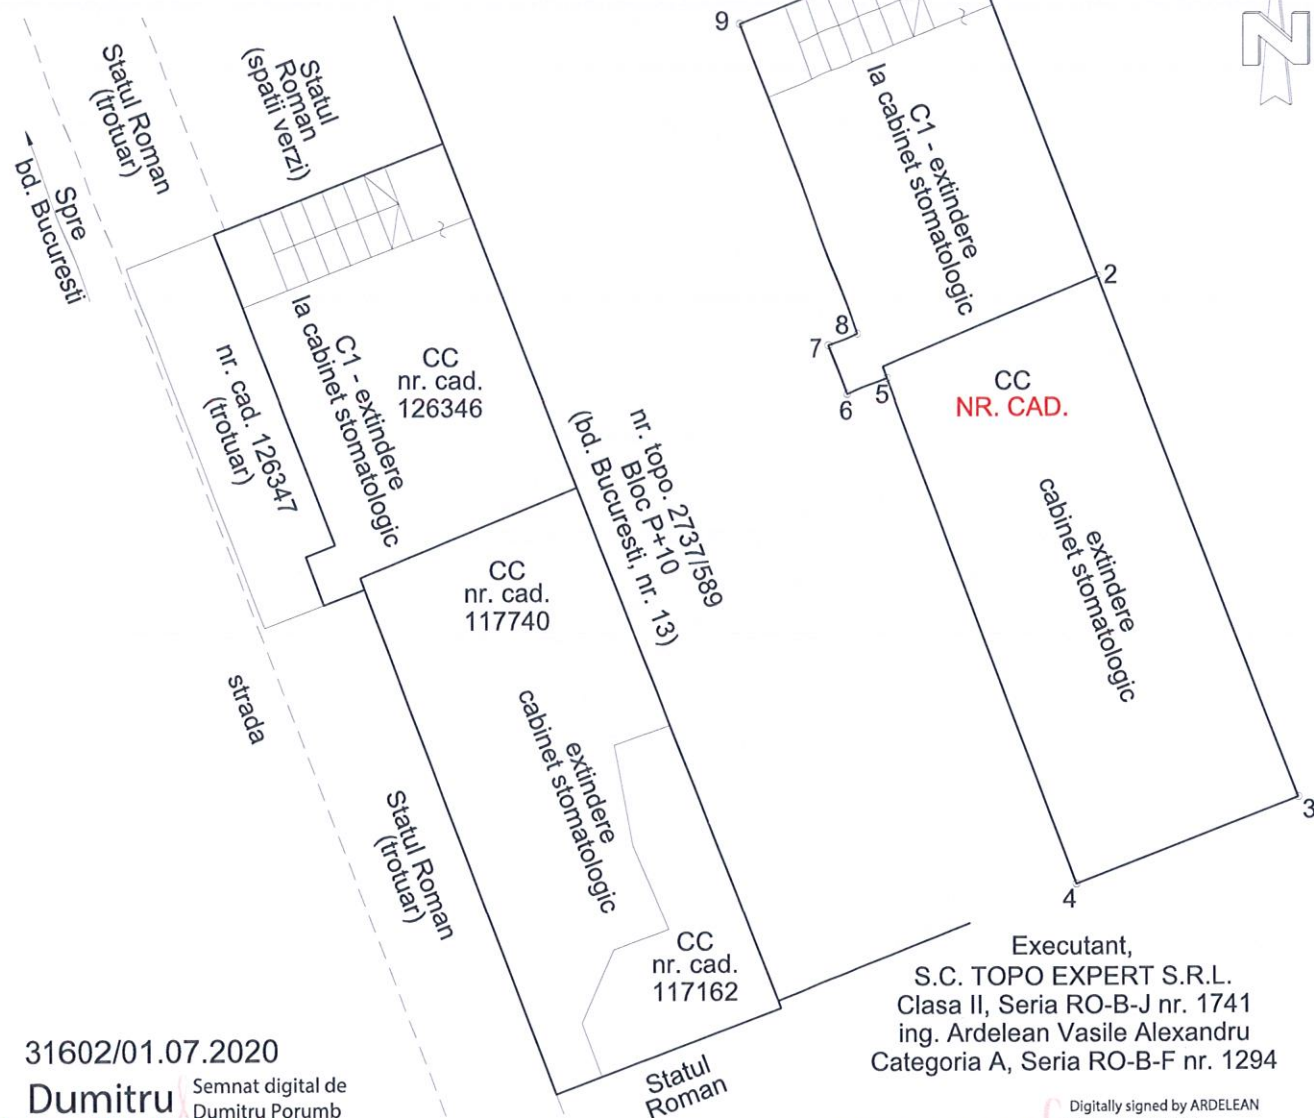 Statul Roman
(trotuar)
Statul
Roman
(spatii verzi)
Spre
bd. Bucuresti
nr. cad. 126347
(trotuar)
C1 - extindere
la cabinet stomatologic
CC
nr. cad.
126346
nr. topo. 2737/589
Bloc P+10
(bd. Bucuresti, nr. 13)
CC
nr. cad.
117740
strada
extindere
cabinet stomatologic
Statul Roman
(trotuar)
CC
nr. cad.
117162
Statul
Roman
9
N
C1 - extindere
la cabinet stomatologic
2
8
7
6
5
CC
NR. CAD.
extindere
cabinet stomatologic
3
4
Executant,
S.C. TOPO EXPERT S.R.L.
Clasa II, Seria RO-B-J nr. 1741
ing. Ardelean Vasile Alexandru
Categoria A, Seria RO-B-F nr. 1294
31602/01.07.2020
Dumitru
Semnat digital de
Dumitru Porumb
Digitally signed by ARDELEAN